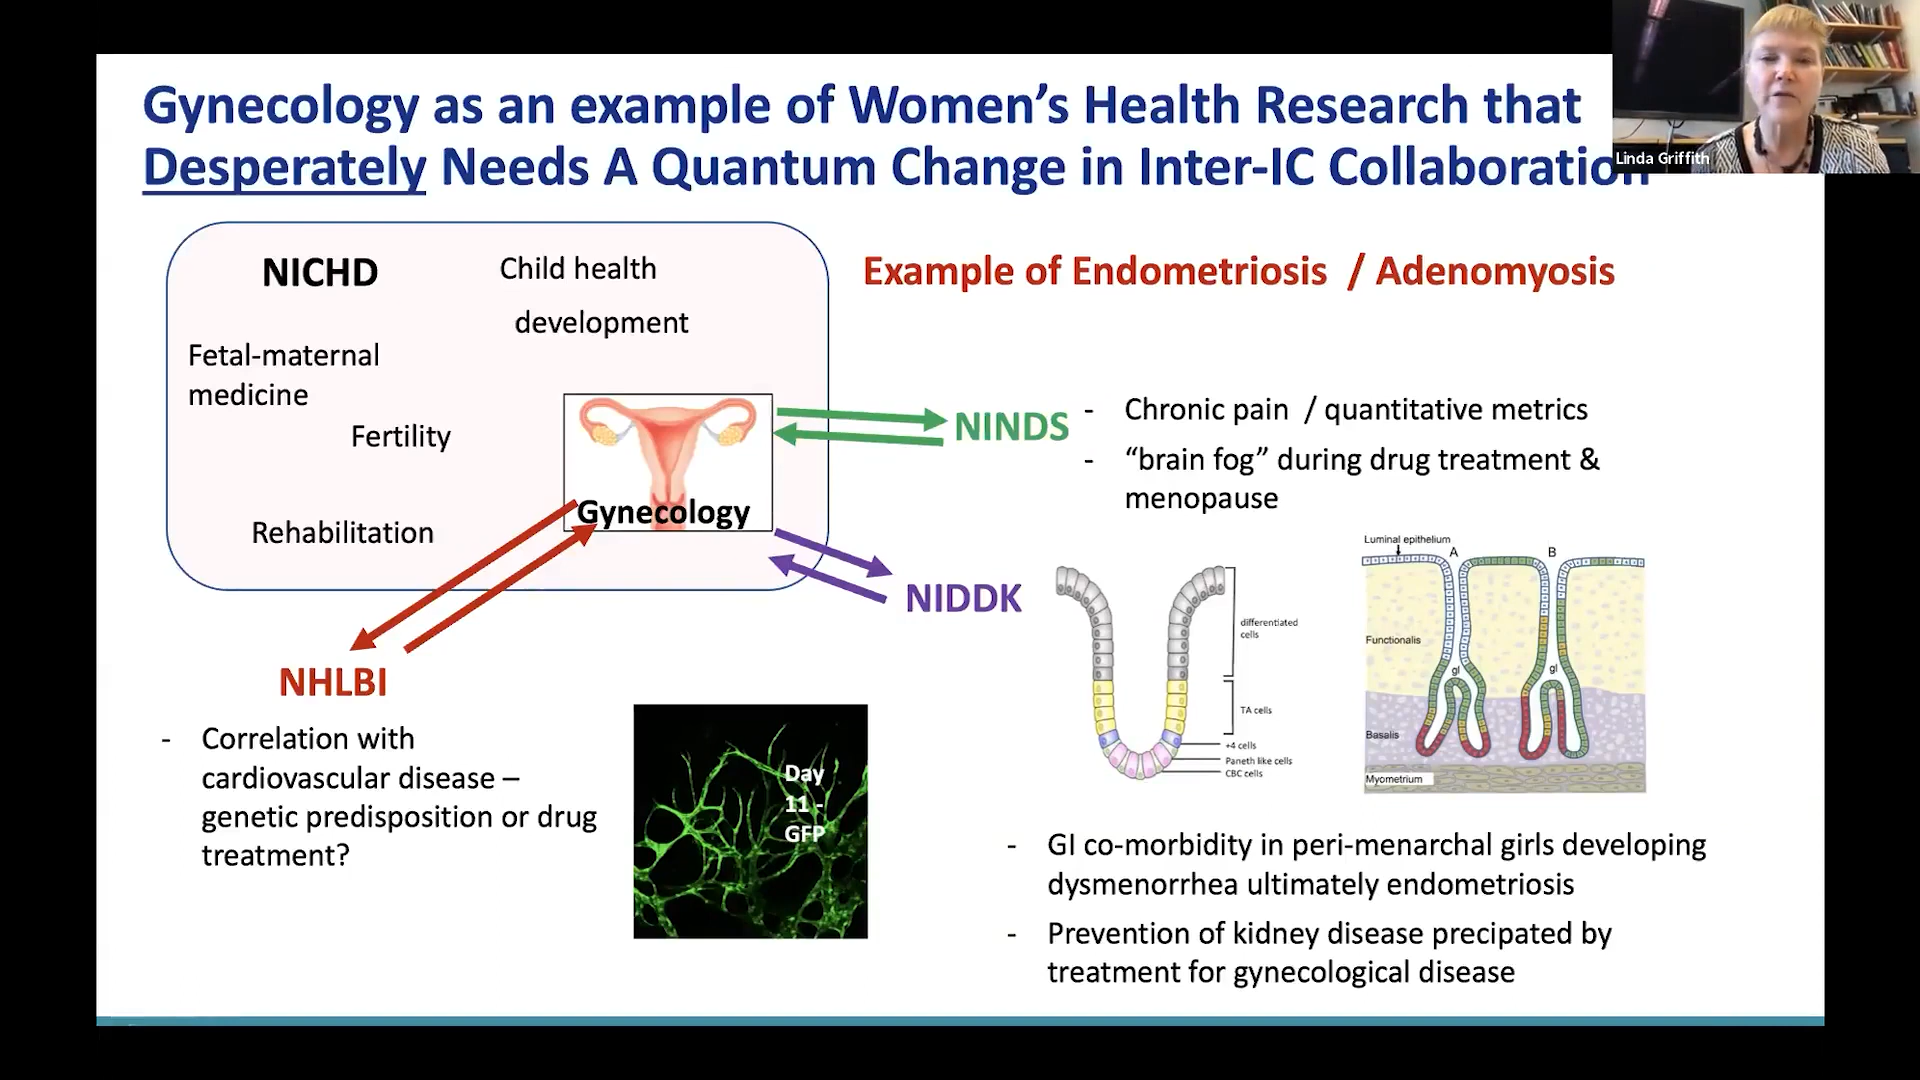 Gynecology as an example of Women's Health Research that
Desperately Needs A Quantum Change in Inter-IC Collaboration
Linda Griffith
NICHD
Child health
development
Fetal-maternal
medicine
Fertility
Rehabilitation
Gynecology
Example of Endometriosis / Adenomyosis
NINDS
- Chronic pain / quantitative metrics
- “brain fog” during drug treatment &
menopause
NIDDK
differentiated
cells
TA cells
+4 cells
Paneth like cells
CBC cells
Luminal epithelium
A
B
Functionalis
gl
gl
Basalis
Myometrium
NHLBI
- Correlation with
cardiovascular disease –
genetic predisposition or drug
treatment?
Day
11 -
GFP
- GI co-morbidity in peri-menarchal girls developing
dysmenorrhea ultimately endometriosis
- Prevention of kidney disease precipated by
treatment for gynecological disease